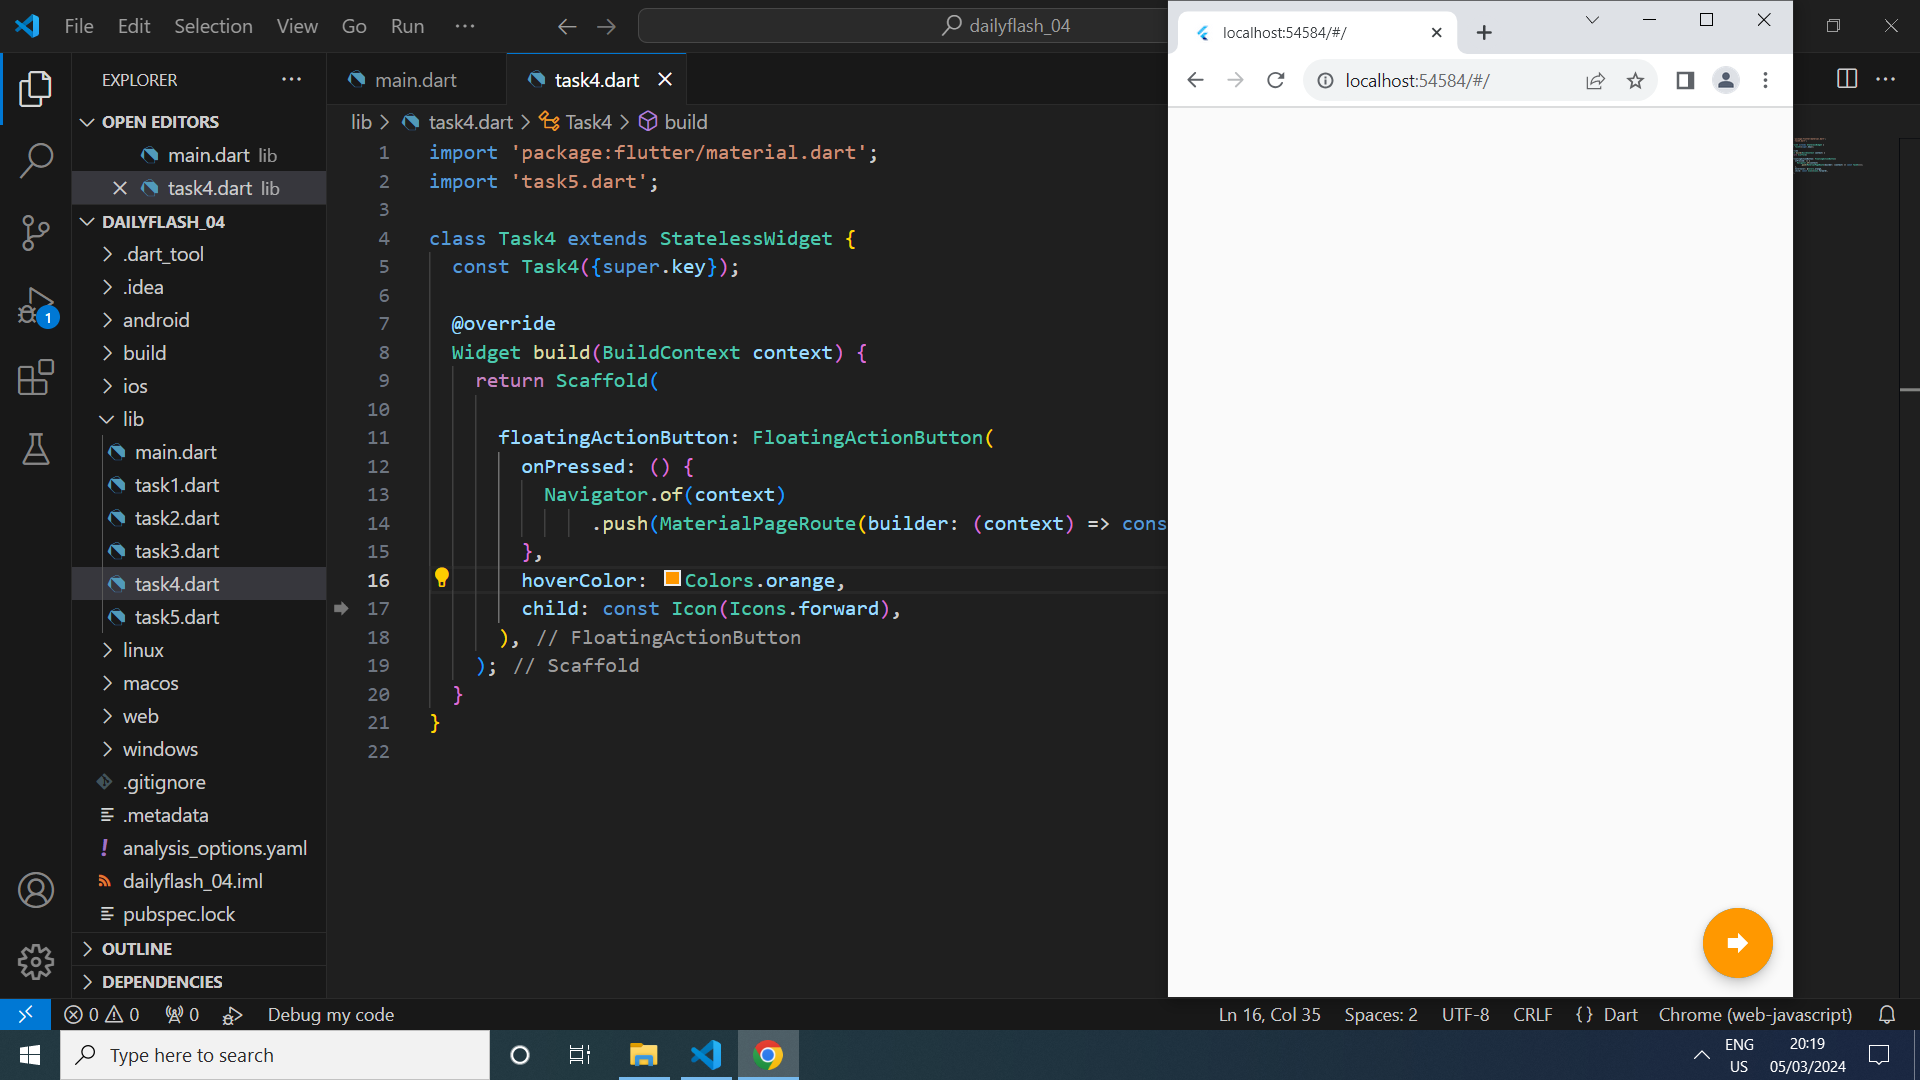 File Edit Selection View Go Run ···
dailyflash_04
EXPLORER
OPEN EDITORS
main.dart lib
task4.dart lib
DAILYFLASH_04
.dart_tool
.idea
android
build
ios
lib
main.dart
task1.dart
task2.dart
task3.dart
task4.dart
task5.dart
linux
macos
web
windows
.gitignore
.metadata
analysis_options.yaml
dailyflash_04.iml
pubspec.lock
OUTLINE
DEPENDENCIES
main.dart task4.dart
lib > task4.dart > Task4 > build
1 import 'package:flutter/material.dart';
2 import 'task5.dart';
3
4 class Task4 extends StatelessWidget {
5 const Task4({super.key});
6
7 @override
8 Widget build(BuildContext context) {
9 return Scaffold(
10
11 floatingActionButton: FloatingActionButton(
12 onPressed: () {
13 Navigator.of(context)
14 .push(MaterialPageRoute(builder: (context) => cons
15 },
16 hoverColor: Colors.orange,
17 child: const Icon(Icons.forward),
18 ), // FloatingActionButton
19 ); // Scaffold
20 }
21 }
22
localhost:54584/#/
localhost:54584/#/
1
0 0 0 Debug my code
Ln 16, Col 35 Spaces: 2 UTF-8 CRLF {} Dart Chrome (web-javascript)
Type here to search
ENG
US
20:19
05/03/2024